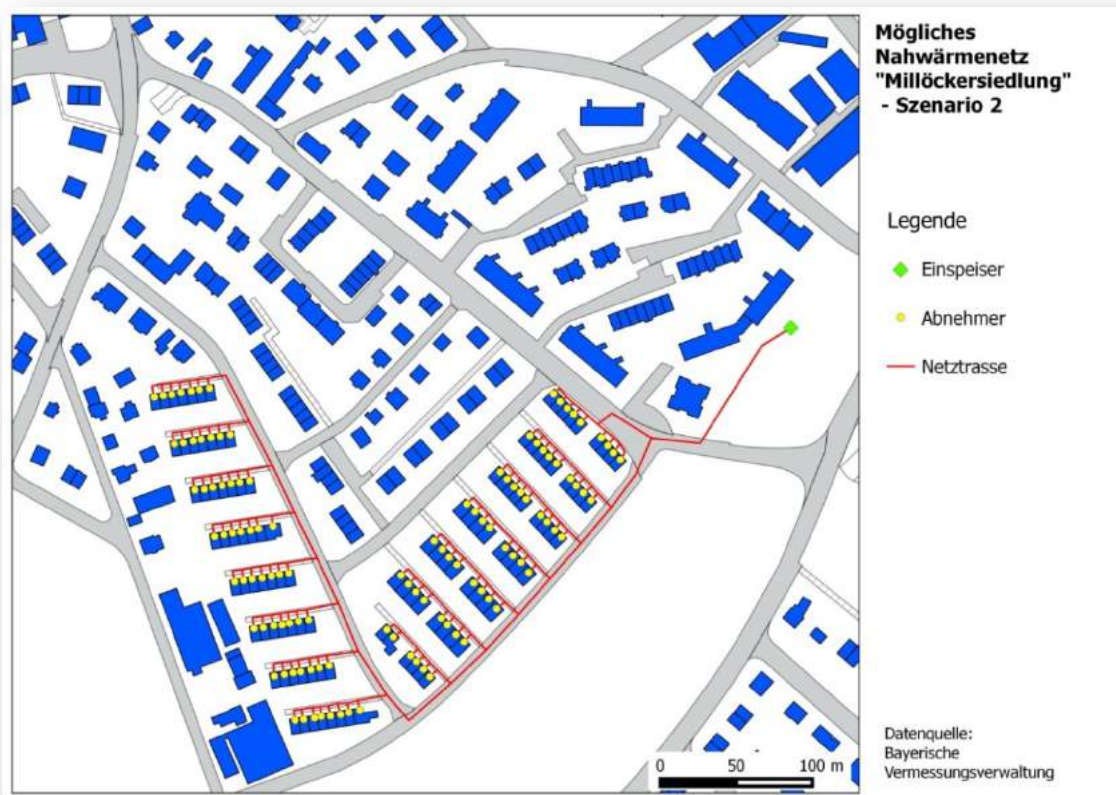 Mögliches
Nahwärmenetz
"Millöckersiedlung"
- Szenario 2
Legende
Einspeiser
Abnehmer
Netztrasse
0 50 100 m
Datenquelle:
Bayerische
Vermessungsverwaltung